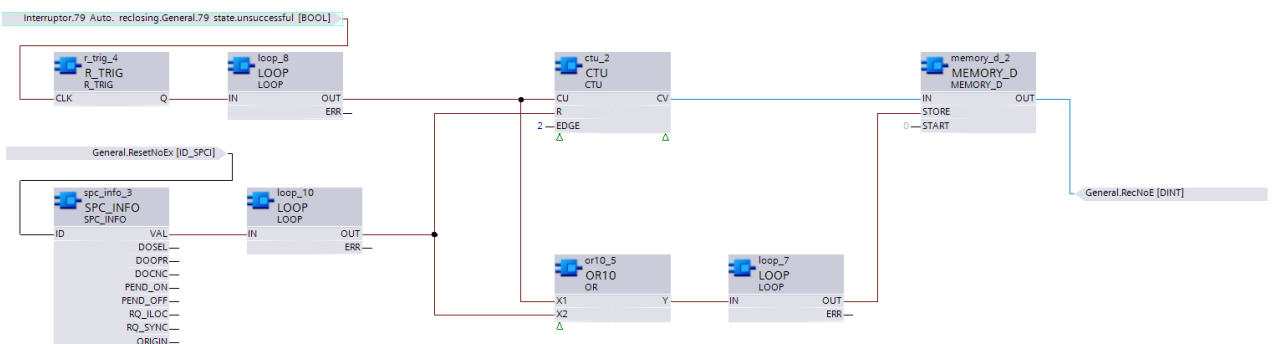 Interruptor.79 Auto. reclosing.General.79 state.unsuccessful [BOOL]
r_trig_4
R_TRIG
R_TRIG
CLK Q
loop_8
LOOP
LOOP
IN OUT
ERR
ctu_2
CTU
CTU
CU CV
R
2 EDGE
memory_d_2
MEMORY_D
MEMORY_D
IN OUT
STORE
0 START
General.ResetNoEx [ID_SPCI]
General.RecNoE [DINT]
spc_info_3
SPC_INFO
SPC_INFO
ID VAL
DOSEL
DOOPR
DOCNC
PEND_ON
PEND_OFF
RQ_ILOC
RQ_SYNC
ORIGIN
loop_10
LOOP
LOOP
IN OUT
ERR
or10_5
OR10
OR
X1 Y
X2
loop_7
LOOP
LOOP
IN OUT
ERR